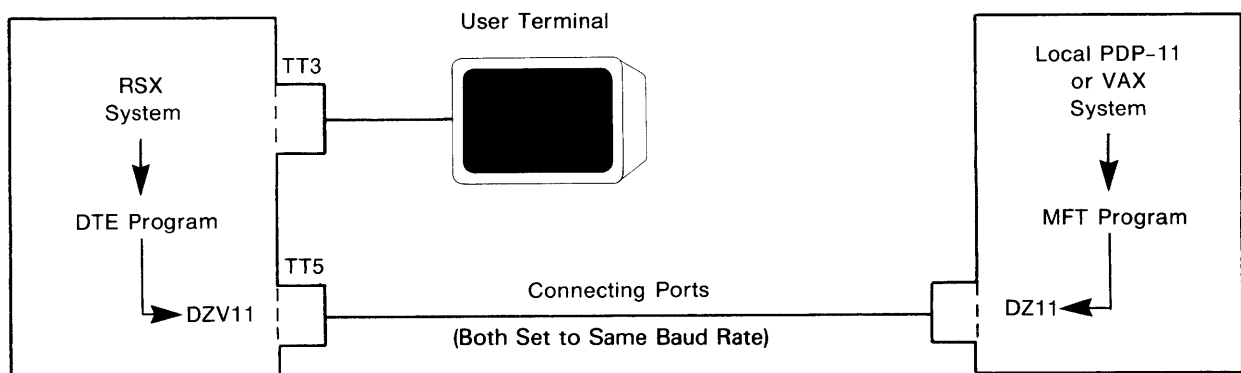 User Terminal
TT3
RSX
System
DTE Program
DZV11
TT5
Connecting Ports
(Both Set to Same Baud Rate)
Local PDP-11
or VAX
System
MFT Program
DZ11